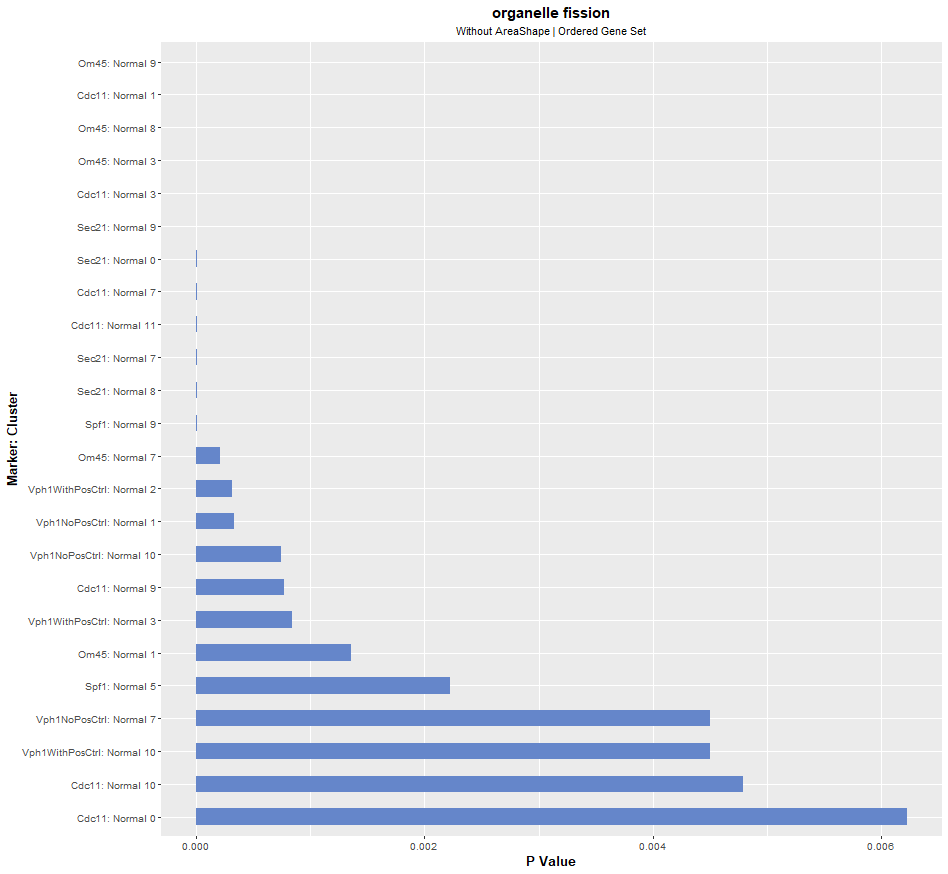 organelle fission
Without AreaShape | Ordered Gene Set
Marker: Cluster
Om45: Normal 9
Cdc11: Normal 1
Om45: Normal 8
Om45: Normal 3
Cdc11: Normal 3
Sec21: Normal 9
Sec21: Normal 0
Cdc11: Normal 7
Cdc11: Normal 11
Sec21: Normal 7
Sec21: Normal 8
Spf1: Normal 9
Om45: Normal 7
Vph1WithPosCtrl: Normal 2
Vph1NoPosCtrl: Normal 1
Vph1NoPosCtrl: Normal 10
Cdc11: Normal 9
Vph1WithPosCtrl: Normal 3
Om45: Normal 1
Spf1: Normal 5
Vph1NoPosCtrl: Normal 7
Vph1WithPosCtrl: Normal 10
Cdc11: Normal 10
Cdc11: Normal 0
0.000 0.002 0.004 0.006
P Value